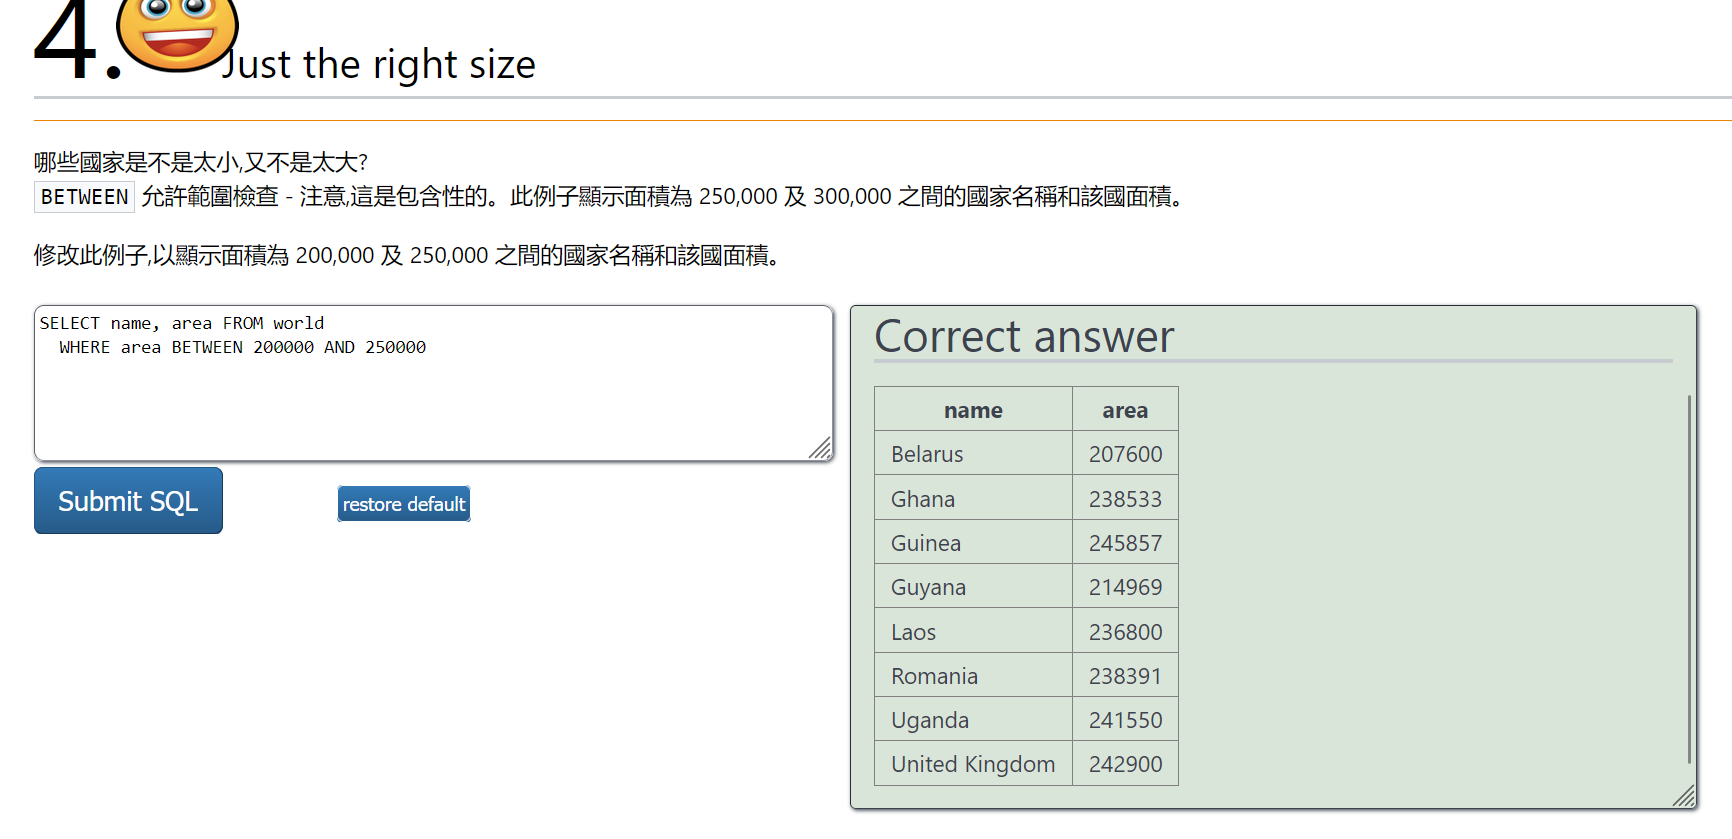 4. Just the right size
哪些國家是不是太小,又不是太大?
BETWEEN 允許範圍檢查 - 注意,這是包含性的。此例子顯示面積為 250,000 及 300,000 之間的國家名稱和該國面積。
修改此例子,以顯示面積為 200,000 及 250,000 之間的國家名稱和該國面積。
SELECT name, area FROM world
WHERE area BETWEEN 200000 AND 250000
Submit SQL
restore default
Correct answer
name area
Belarus 207600
Ghana 238533
Guinea 245857
Guyana 214969
Laos 236800
Romania 238391
Uganda 241550
United Kingdom 242900